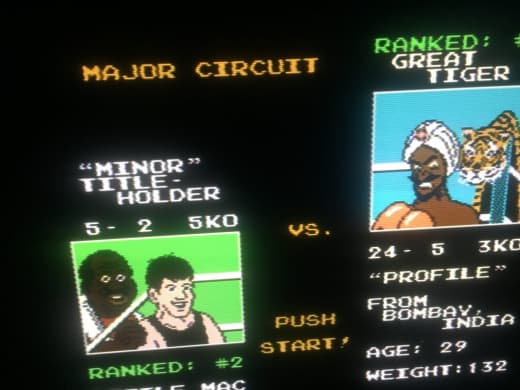 MAJOR CIRCUIT
RANKED: #
GREAT
TIGER
"MINOR"
TITLE-
HOLDER
5- 2 5KO
VS.
24- 5 3KO
"PROFILE"
FROM
BOMBAY,
INDIA
AGE: 29
WEIGHT:132
PUSH
START!
RANKED: #2
MAC